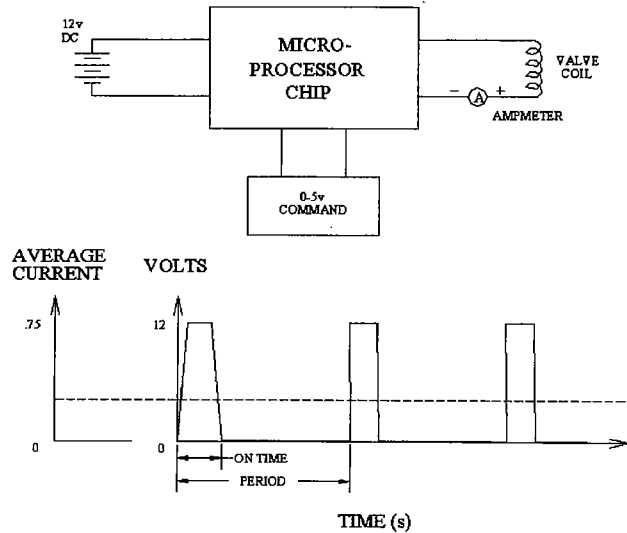 12v
DC
MICRO-
PROCESSOR
CHIP
VALVE
COIL
− A +
AMPMETER
0-5v
COMMAND
AVERAGE
CURRENT
VOLTS
.75
12
0
0
ON TIME
PERIOD
TIME (s)